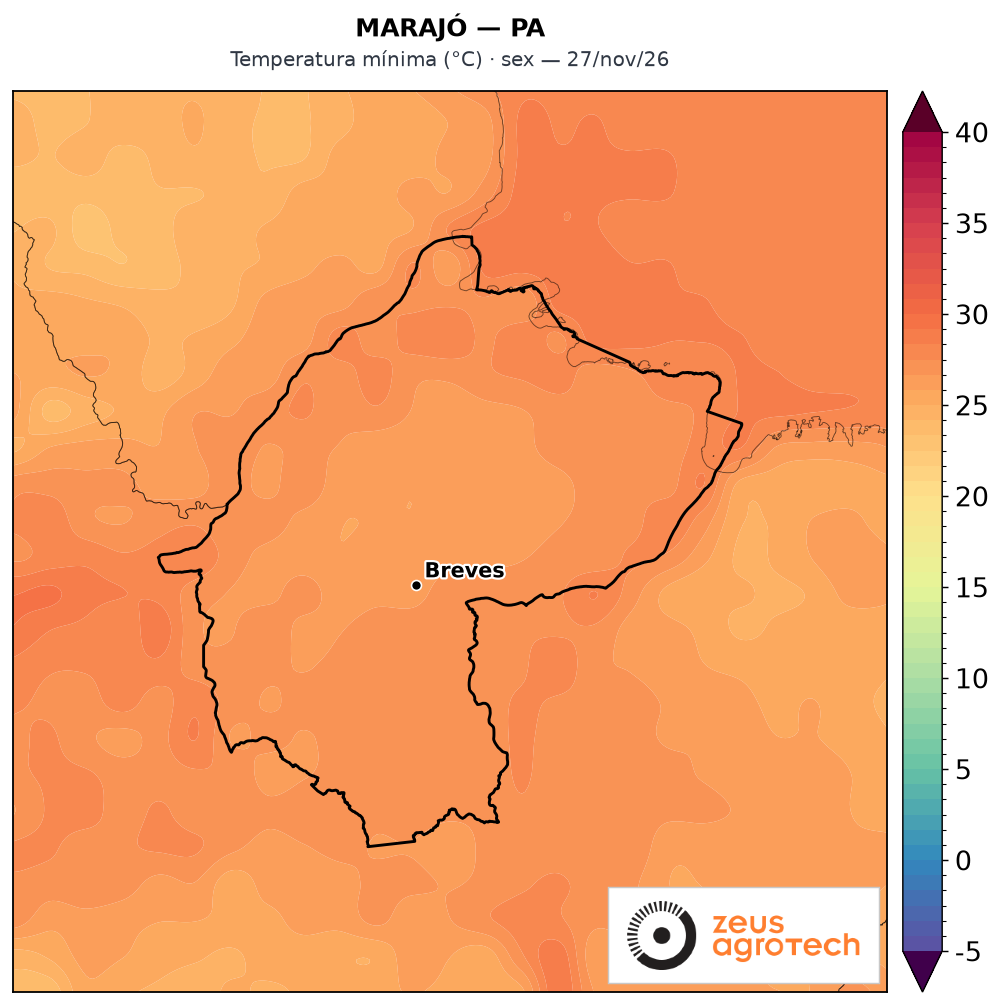 MARAJÓ — PA
Temperatura mínima (°C) · sex — 27/nov/26
40
35
30
25
20
15
10
5
0
-5
Breves
zeus
agrotech